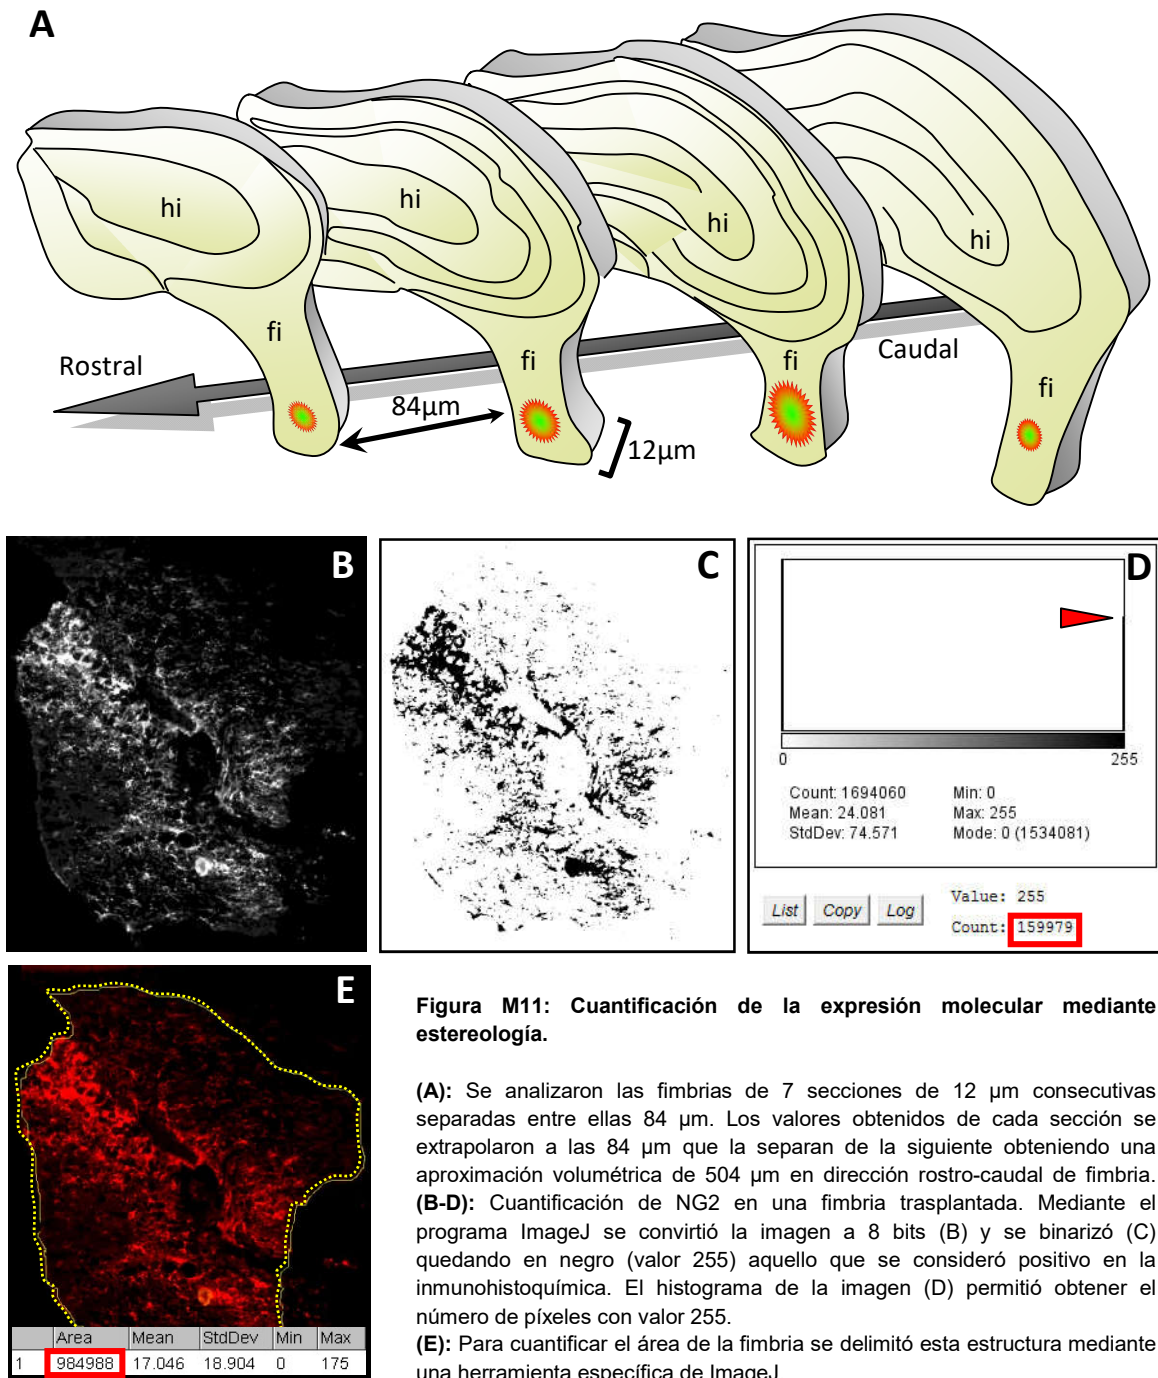 A
hi
hi
hi
hi
fi
fi
fi
fi
Rostral
Caudal
84µm
12µm
B
C
D
0
255
Count: 1694060
Min: 0
Mean: 24.081
Max: 255
StdDev: 74.571
Mode: 0 (1534081)
List
Copy
Log
Value: 255
Count: 159979
E
Area Mean StdDev Min Max
1 984988 17.046 18.904 0 175
Figura M11: Cuantificación de la expresión molecular mediante
estereología.
(A): Se analizaron las fimbrias de 7 secciones de 12 µm consecutivas
separadas entre ellas 84 µm. Los valores obtenidos de cada sección se
extrapolaron a las 84 µm que la separan de la siguiente obteniendo una
aproximación volumétrica de 504 µm en dirección rostro-caudal de fimbria.
(B-D): Cuantificación de NG2 en una fimbria trasplantada. Mediante el
programa ImageJ se convirtió la imagen a 8 bits (B) y se binarizó (C)
quedando en negro (valor 255) aquello que se consideró positivo en la
inmunohistoquímica. El histograma de la imagen (D) permitió obtener el
número de píxeles con valor 255.
(E): Para cuantificar el área de la fimbria se delimitó esta estructura mediante
una herramienta específica de ImageJ